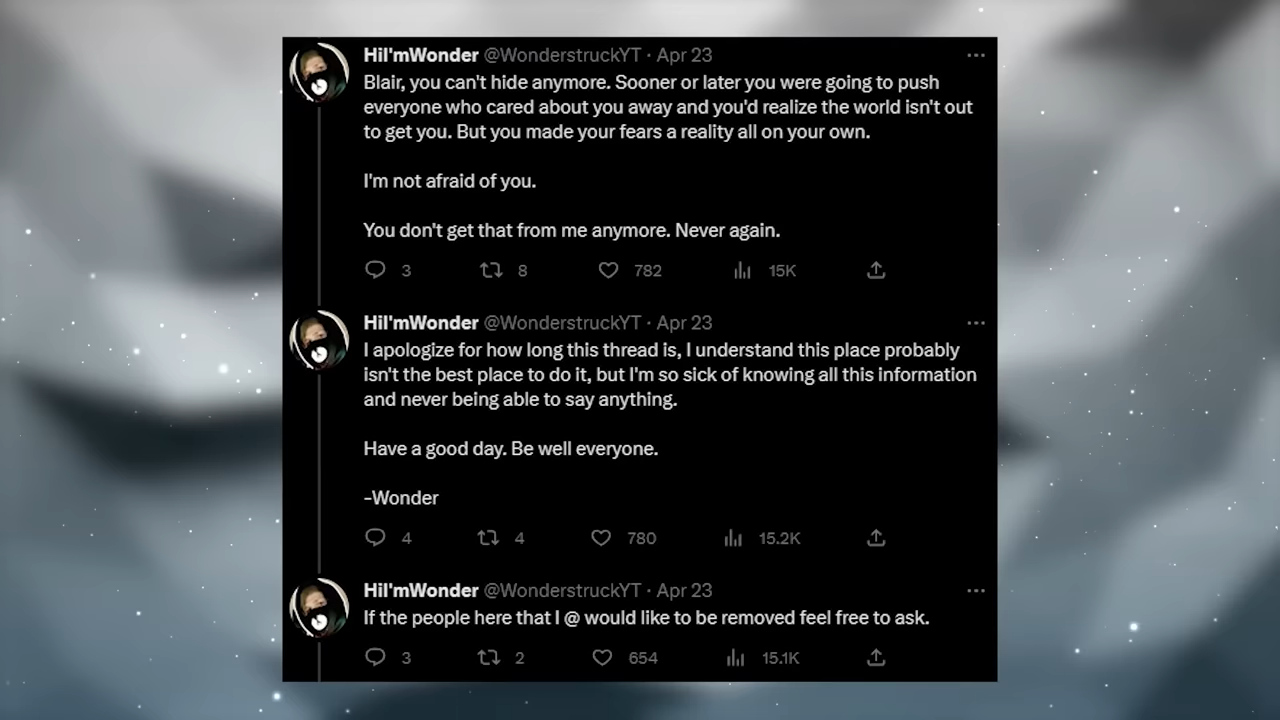 HiI'mWonder @WonderstruckYT · Apr 23
Blair, you can't hide anymore. Sooner or later you were going to push
everyone who cared about you away and you'd realize the world isn't out
to get you. But you made your fears a reality all on your own.
I'm not afraid of you.
You don't get that from me anymore. Never again.
3 8 782 15K
HiI'mWonder @WonderstruckYT · Apr 23
I apologize for how long this thread is, I understand this place probably
isn't the best place to do it, but I'm so sick of knowing all this information
and never being able to say anything.
Have a good day. Be well everyone.
-Wonder
4 4 780 15.2K
HiI'mWonder @WonderstruckYT · Apr 23
If the people here that I @ would like to be removed feel free to ask.
3 2 654 15.1K